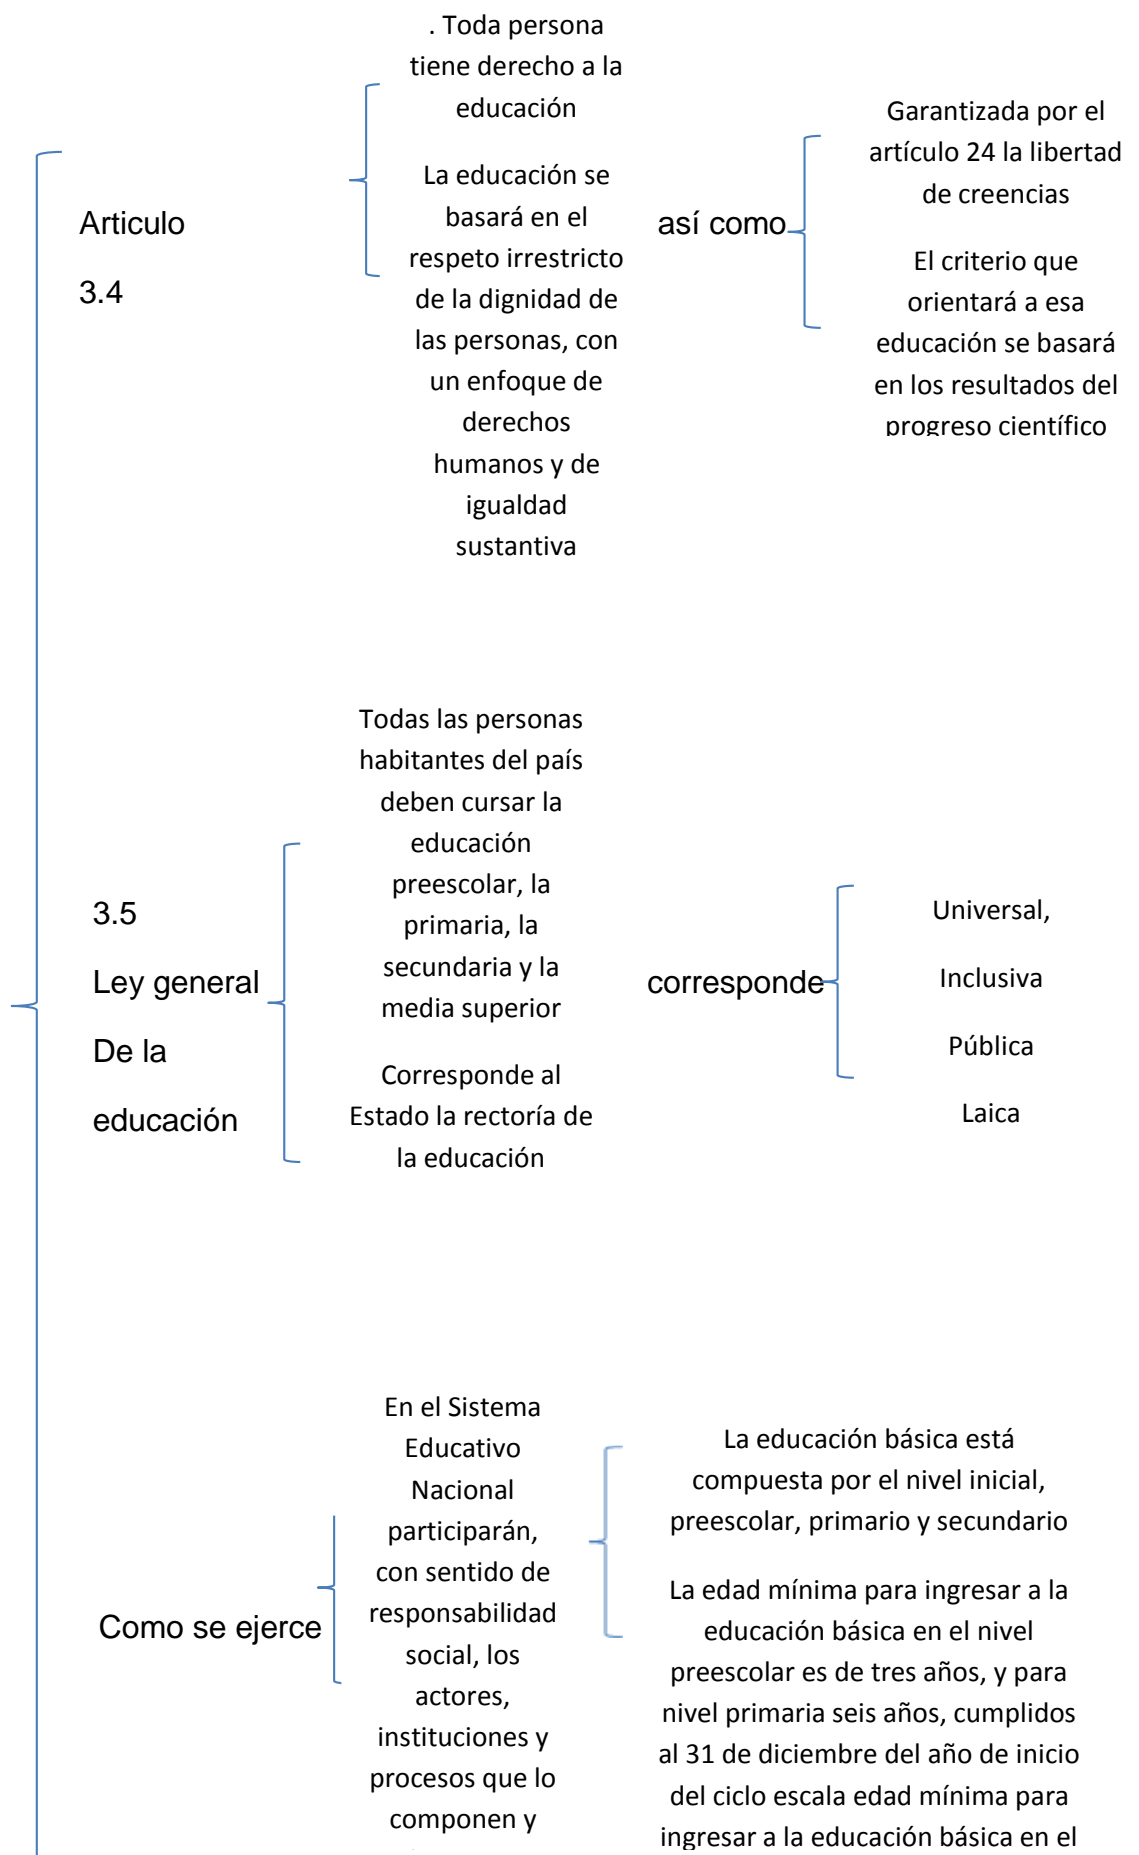 . Toda persona
tiene derecho a la
educación
La educación se
basará en el
respeto irrestricto
de la dignidad de
las personas, con
un enfoque de
derechos
humanos y de
igualdad
sustantiva
Articulo
3.4
así como
Garantizada por el
artículo 24 la libertad
de creencias
El criterio que
orientará a esa
educación se basará
en los resultados del
progreso científico
3.5
Ley general
De la
educación
Todas las personas
habitantes del país
deben cursar la
educación
preescolar, la
primaria, la
secundaria y la
media superior
Corresponde al
Estado la rectoría de
la educación
corresponde
Universal,
Inclusiva
Pública
Laica
Como se ejerce
En el Sistema
Educativo
Nacional
participarán,
con sentido de
responsabilidad
social, los
actores,
instituciones y
procesos que lo
componen y
La educación básica está
compuesta por el nivel inicial,
preescolar, primario y secundario
La edad mínima para ingresar a la
educación básica en el nivel
preescolar es de tres años, y para
nivel primaria seis años, cumplidos
al 31 de diciembre del año de inicio
del ciclo escala edad mínima para
ingresar a la educación básica en el